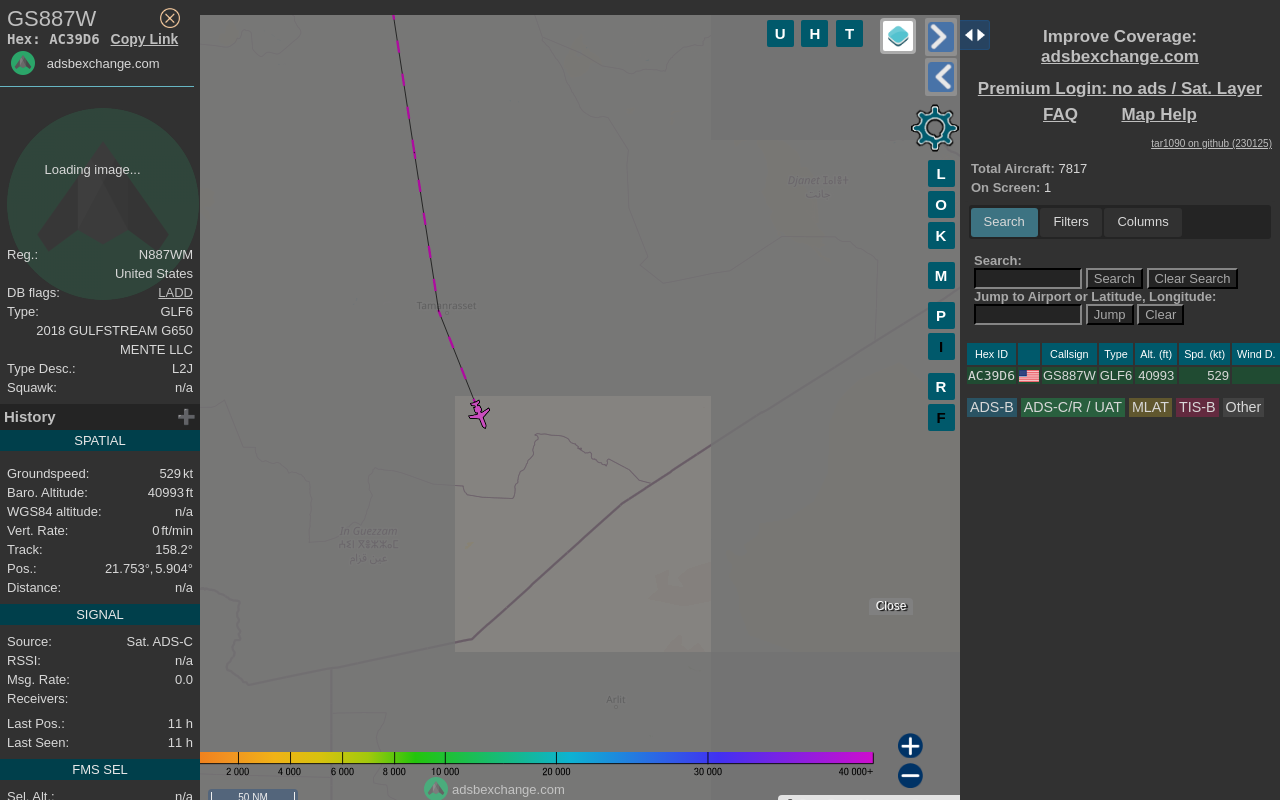 GS887W
Hex: AC39D6 Copy Link
adsbexchange.com
Loading image...
Reg.: N887WM
United States
DB flags: LADD
Type: GLF6
2018 GULFSTREAM G650
MENTE LLC
Type Desc.: L2J
Squawk: n/a
History
SPATIAL
Groundspeed: 529 kt
Baro. Altitude: 40993 ft
WGS84 altitude: n/a
Vert. Rate: 0 ft/min
Track: 158.2°
Pos.: 21.753°, 5.904°
Distance: n/a
SIGNAL
Source: Sat. ADS-C
RSSI: n/a
Msg. Rate: 0.0
Receivers:
Last Pos.: 11 h
Last Seen: 11 h
FMS SEL
Sel. Alt.: n/a
U H T
L
O
K
M
P
I
R
F
Djanet
جانت
Tamanrasset
In Guezzam
عين قزام
Arlit
Close
2 000 4 000 6 000 8 000 10 000 20 000 30 000 40 000+
adsbexchange.com
50 NM
Improve Coverage:
adsbexchange.com
Premium Login: no ads / Sat. Layer
FAQ Map Help
tar1090 on github (230125)
Total Aircraft: 7817
On Screen: 1
Search Filters Columns
Search:
Search Clear Search
Jump to Airport or Latitude, Longitude:
Jump Clear
Hex ID Callsign Type Alt. (ft) Spd. (kt) Wind D.
AC39D6 GS887W GLF6 40993 529
ADS-B ADS-C/R / UAT MLAT TIS-B Other